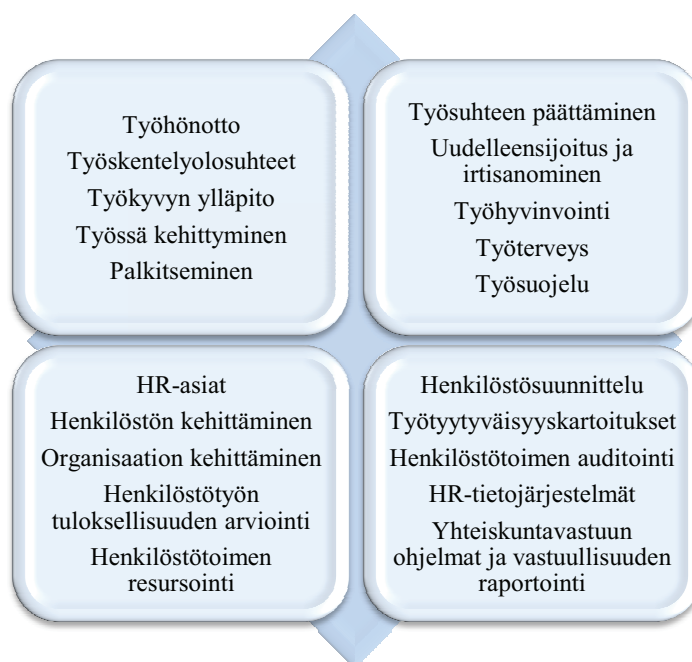 Työhönotto
Työskentelyolosuhteet
Työkyvyn ylläpito
Työssä kehittyminen
Palkitseminen
Työsuhteen päättäminen
Uudelleensijoitus ja
irtisanominen
Työhyvinvointi
Työterveys
Työsuojelu
HR-asiat
Henkilöstön kehittäminen
Organisaation kehittäminen
Henkilöstötyön
tuloksellisuuden arviointi
Henkilöstötoimen
resursointi
Henkilöstösuunnittelu
Työtyytyväisyyskartoitukset
Henkilöstötoimen auditointi
HR-tietojärjestelmät
Yhteiskuntavastuun
ohjelmat ja vastuullisuuden
raportointi